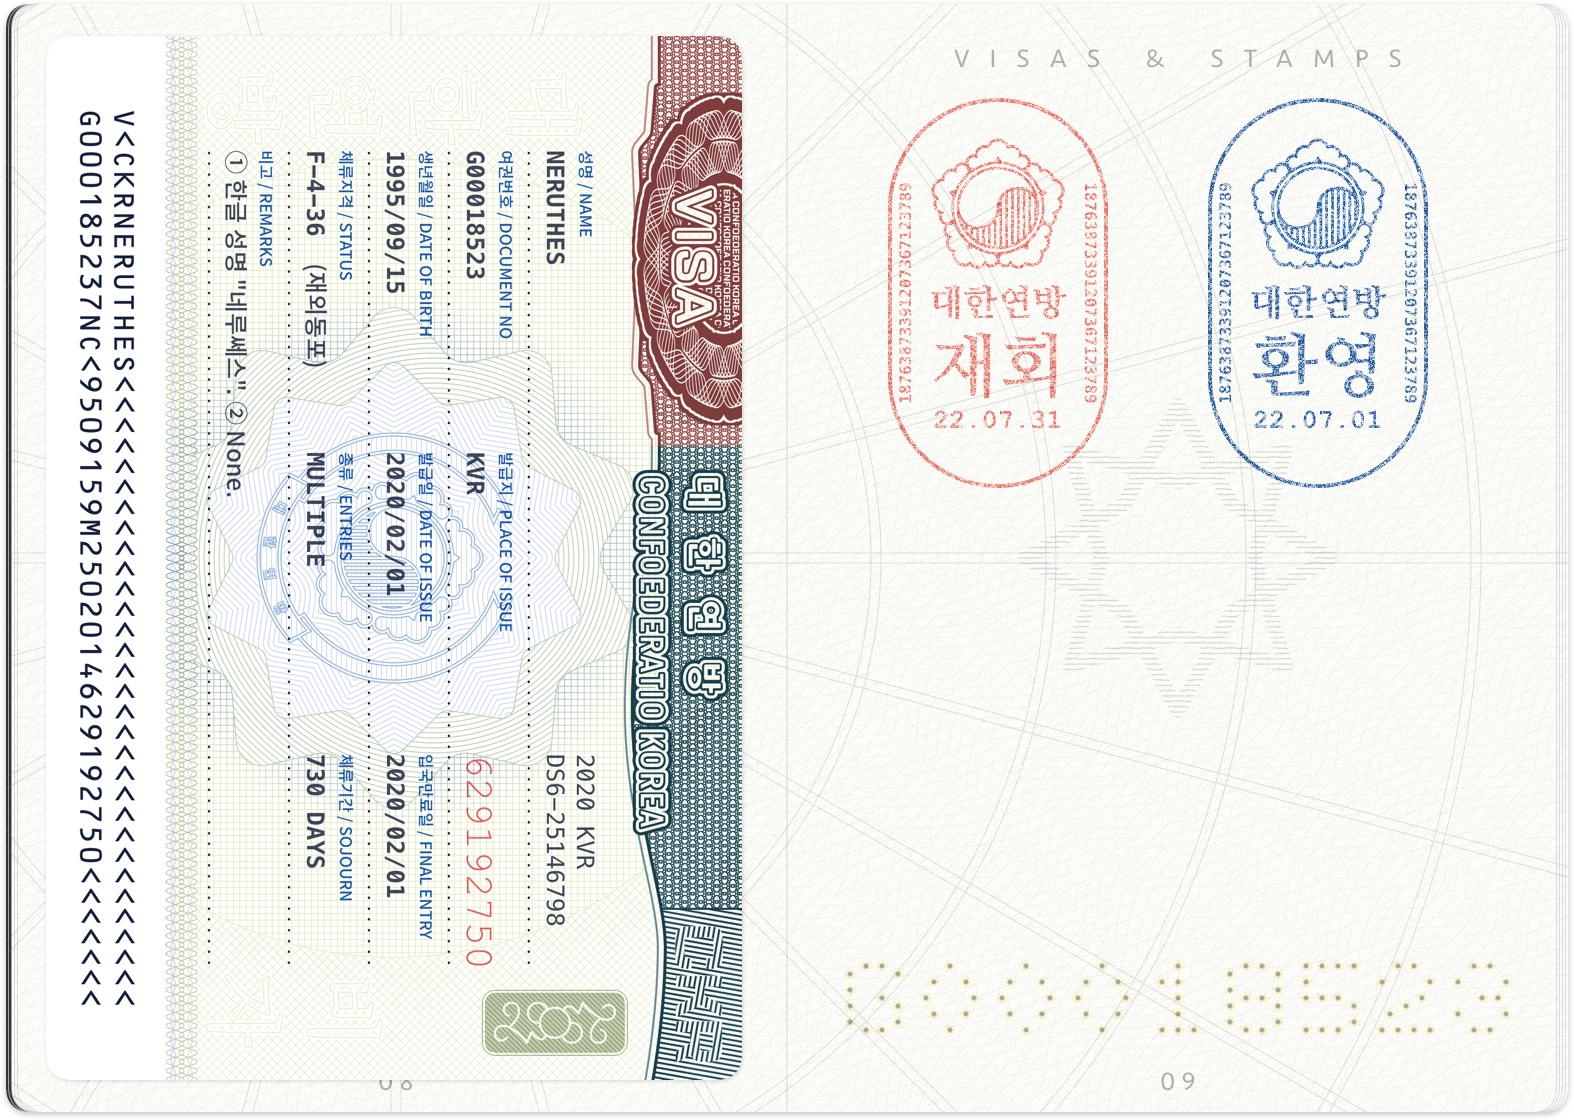 VISAS & STAMPS
A CONFOEDERATIO KOREA
VISA
대한연방
CONFOEDERATIO KOREA
성명 / NAME
NERUTHES
2020 KVR
DS6-25146798
여권번호 / DOCUMENT NO
G00018523
발급지 / PLACE OF ISSUE
KVR
6291192750
생년월일 / DATE OF BIRTH
1995/09/15
발급일 / DATE OF ISSUE
2020/02/01
입국만료일 / FINAL ENTRY
2020/02/01
체류자격 / STATUS
F-4-36 (재외동포)
종류 / ENTRIES
MULTIPLE
체류기간 / SOJOURN
730 DAYS
비고 / REMARKS
① 한글 성명 "네루쎄스". ② None.
대한연방
V<CKRNERUTHES<<<<<<<<<<<<<<<<<<<<<<<<<<<<<<<
G000185237NC<9509159M2502014629192750<<<<<<<
대한연방
재회
22.07.31
18763873391207367123789
대한연방
환영
22.07.01
18763873391207367123789
G00018523
08
09